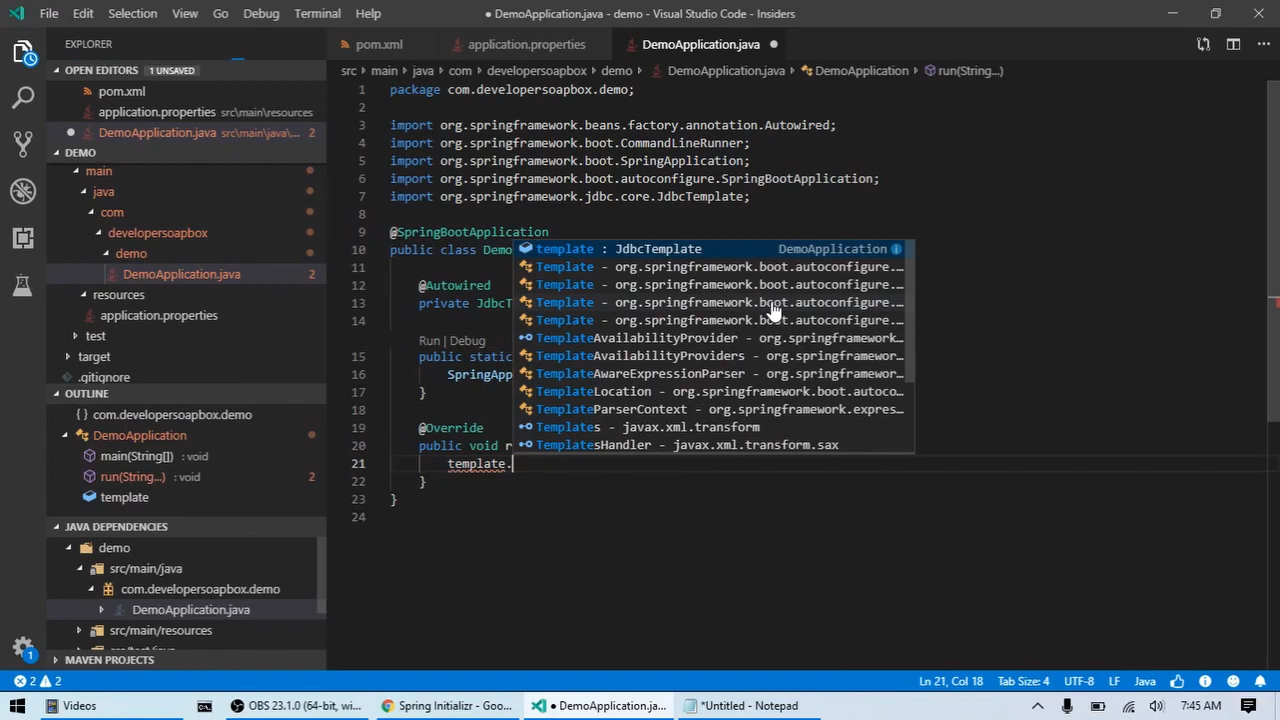 File Edit Selection View Go Debug Terminal Help ● DemoApplication.java - demo - Visual Studio Code - Insiders
EXPLORER
OPEN EDITORS 1 UNSAVED
pom.xml
application.properties src\main\resources
DemoApplication.java src\main\java\... 2
DEMO
main
java
com
developersoapbox
demo
DemoApplication.java
resources
application.properties
test
target
.gitignore
OUTLINE
com.developersoapbox.demo
DemoApplication
main(String[]) : void
run(String...) : void 2
template
JAVA DEPENDENCIES
demo
src/main/java
com.developersoapbox.demo
DemoApplication.java
src/main/resources
MAVEN PROJECTS
1
pom.xml application.properties DemoApplication.java
src main java com developersoapbox demo DemoApplication.java DemoApplication run(String...)
1 package com.developersoapbox.demo;
2
3 import org.springframework.beans.factory.annotation.Autowired;
4 import org.springframework.boot.CommandLineRunner;
5 import org.springframework.boot.SpringApplication;
6 import org.springframework.boot.autoconfigure.SpringBootApplication;
7 import org.springframework.jdbc.core.JdbcTemplate;
8
9 @SpringBootApplication
10 public class Demo
11
12 @Autowired
13 private JdbcT
14
Run | Debug
15 public static
16 SpringApp
17 }
18
19 @Override
20 public void r
21 template.
22 }
23 }
24
template : JdbcTemplate DemoApplication
Template - org.springframework.boot.autoconfigure....
Template - org.springframework.boot.autoconfigure....
Template - org.springframework.boot.autoconfigure....
Template - org.springframework.boot.autoconfigure....
TemplateAvailabilityProvider - org.springframework...
TemplateAvailabilityProviders - org.springframewor...
TemplateAwareExpressionParser - org.springframewor...
TemplateLocation - org.springframework.boot.autoco...
TemplateParserContext - org.springframework.expres...
Templates - javax.xml.transform
TemplatesHandler - javax.xml.transform.sax
2 2 Ln 21, Col 18 Tab Size: 4 UTF-8 LF Java
Videos OBS 23.1.0 (64-bit, wi... Spring Initializr - Goo... ● DemoApplication.ja... *Untitled - Notepad 7:45 AM